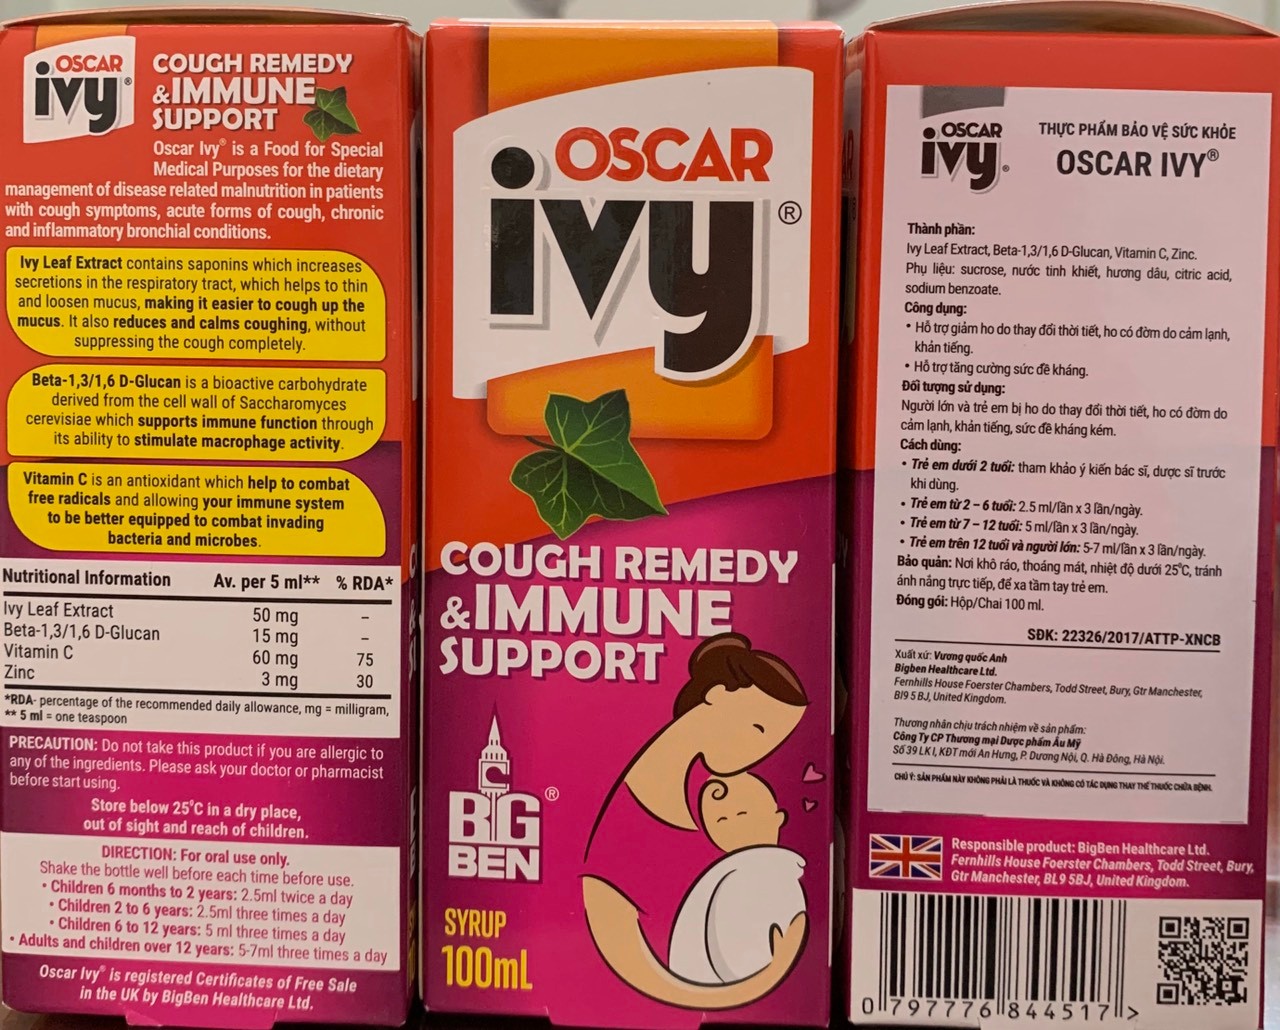 OSCAR
ivy®
COUGH REMEDY
&IMMUNE
SUPPORT
Oscar Ivy® is a Food for Special
Medical Purposes for the dietary
management of disease related malnutrition in patients
with cough symptoms, acute forms of cough, chronic
and inflammatory bronchial conditions.
Ivy Leaf Extract contains saponins which increases
secretions in the respiratory tract, which helps to thin
and loosen mucus, making it easier to cough up the
mucus. It also reduces and calms coughing, without
suppressing the cough completely.
Beta-1,3/1,6 D-Glucan is a bioactive carbohydrate
derived from the cell wall of Saccharomyces
cerevisiae which supports immune function through
its ability to stimulate macrophage activity.
Vitamin C is an antioxidant which help to combat
free radicals and allowing your immune system
to be better equipped to combat invading
bacteria and microbes.
Nutritional Information Av. per 5 ml** % RDA*
Ivy Leaf Extract 50 mg –
Beta-1,3/1,6 D-Glucan 15 mg –
Vitamin C 60 mg 75
Zinc 3 mg 30
*RDA- percentage of the recommended daily allowance, mg = milligram,
** 5 ml = one teaspoon
PRECAUTION: Do not take this product if you are allergic to
any of the ingredients. Please ask your doctor or pharmacist
before start using.
Store below 25°C in a dry place,
out of sight and reach of children.
DIRECTION: For oral use only.
Shake the bottle well before each time before use.
• Children 6 months to 2 years: 2.5ml twice a day
• Children 2 to 6 years: 2.5ml three times a day
• Children 6 to 12 years: 5 ml three times a day
• Adults and children over 12 years: 5-7ml three times a day
Oscar Ivy® is registered Certificates of Free Sale
in the UK by BigBen Healthcare Ltd.
OSCAR
ivy®
COUGH REMEDY
&IMMUNE
SUPPORT
BIG®
BEN
SYRUP
100mL
OSCAR
ivy®
THỰC PHẨM BẢO VỆ SỨC KHỎE
OSCAR IVY®
Thành phần:
Ivy Leaf Extract, Beta-1,3/1,6 D-Glucan, Vitamin C, Zinc.
Phụ liệu: sucrose, nước tinh khiết, hương dâu, citric acid,
sodium benzoate.
Công dụng:
• Hỗ trợ giảm ho do thay đổi thời tiết, ho có đờm do cảm lạnh,
khản tiếng.
• Hỗ trợ tăng cường sức đề kháng.
Đối tượng sử dụng:
Người lớn và trẻ em bị ho do thay đổi thời tiết, ho có đờm do
cảm lạnh, khản tiếng, sức đề kháng kém.
Cách dùng:
• Trẻ em dưới 2 tuổi: tham khảo ý kiến bác sĩ, dược sĩ trước
khi dùng.
• Trẻ em từ 2 – 6 tuổi: 2.5 ml/lần x 3 lần/ngày.
• Trẻ em từ 7 – 12 tuổi: 5 ml/lần x 3 lần/ngày.
• Trẻ em trên 12 tuổi và người lớn: 5-7 ml/lần x 3 lần/ngày.
Bảo quản: Nơi khô ráo, thoáng mát, nhiệt độ dưới 25°C, tránh
ánh nắng trực tiếp, để xa tầm tay trẻ em.
Đóng gói: Hộp/Chai 100 ml.
SĐK: 22326/2017/ATTP-XNCB
Xuất xứ: Vương quốc Anh
Bigben Healthcare Ltd.
Fernhills House Foerster Chambers, Todd Street, Bury, Gtr Manchester,
Bl9 5 BJ, United Kingdom.
Thương nhân chịu trách nhiệm về sản phẩm:
Công Ty CP Thương mại Dược phẩm Âu Mỹ
Số 39 LK I, KĐT mới An Hưng, P. Dương Nội, Q. Hà Đông, Hà Nội.
CHÚ Ý: SẢN PHẨM NÀY KHÔNG PHẢI LÀ THUỐC VÀ KHÔNG CÓ TÁC DỤNG THAY THẾ THUỐC CHỮA BỆNH.
Responsible product: BigBen Healthcare Ltd.
Fernhills House Foerster Chambers, Todd Street, Bury,
Gtr Manchester, BL9 5BJ, United Kingdom.
0 797776 844517 >